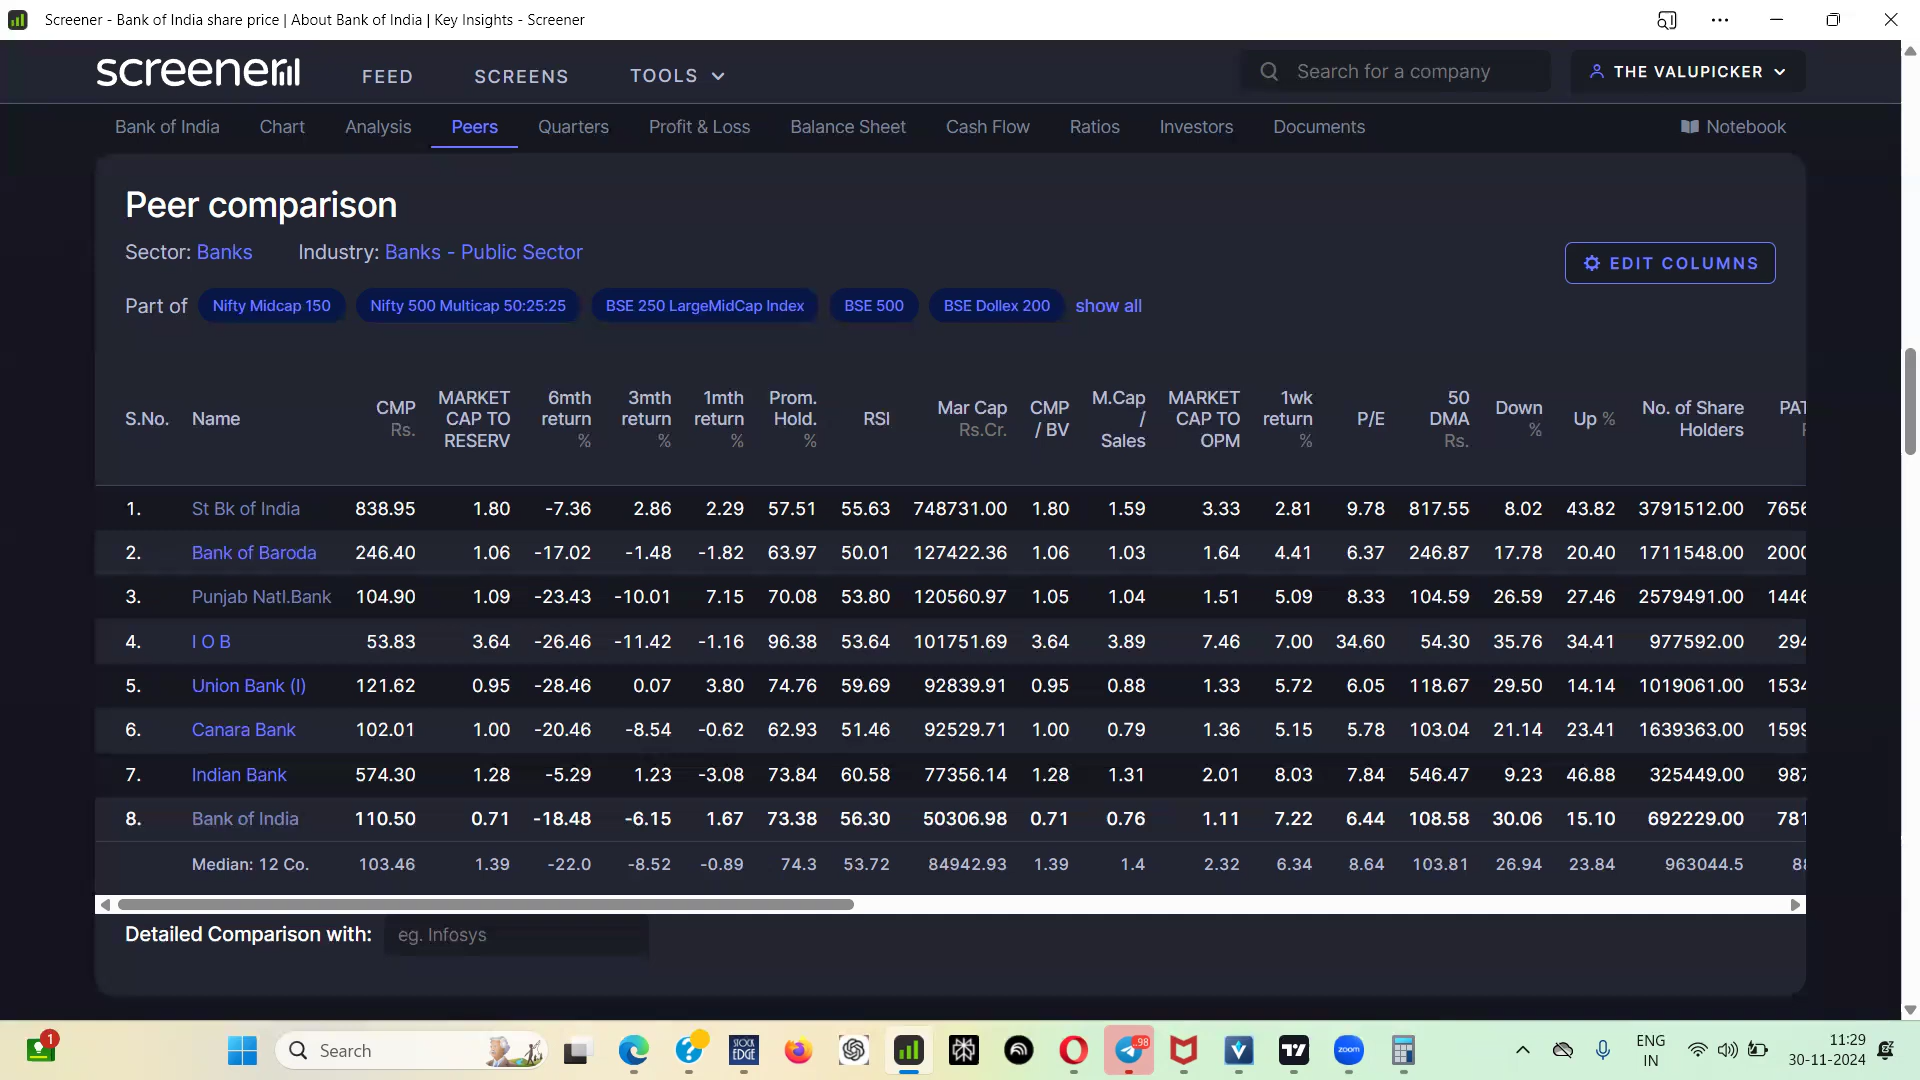 Screener - Bank of India share price | About Bank of India | Key Insights - Screener
screener
FEED SCREENS TOOLS
Search for a company
THE VALUPICKER
Bank of India Chart Analysis Peers Quarters Profit & Loss Balance Sheet Cash Flow Ratios Investors Documents Notebook
Peer comparison
Sector: Banks Industry: Banks - Public Sector
EDIT COLUMNS
Part of Nifty Midcap 150 Nifty 500 Multicap 50:25:25 BSE 250 LargeMidCap Index BSE 500 BSE Dollex 200 show all
S.No. Name CMP Rs. MARKET CAP TO RESERV 6mth return % 3mth return % 1mth return % Prom. Hold. % RSI Mar Cap Rs.Cr. CMP / BV M.Cap / Sales MARKET CAP TO OPM 1wk return % P/E 50 DMA Rs. Down % Up % No. of Share Holders PAT
1. St Bk of India 838.95 1.80 -7.36 2.86 2.29 57.51 55.63 748731.00 1.80 1.59 3.33 2.81 9.78 817.55 8.02 43.82 3791512.00 7656
2. Bank of Baroda 246.40 1.06 -17.02 -1.48 -1.82 63.97 50.01 127422.36 1.06 1.03 1.64 4.41 6.37 246.87 17.78 20.40 1711548.00 2000
3. Punjab Natl.Bank 104.90 1.09 -23.43 -10.01 7.15 70.08 53.80 120560.97 1.05 1.04 1.51 5.09 8.33 104.59 26.59 27.46 2579491.00 1446
4. I O B 53.83 3.64 -26.46 -11.42 -1.16 96.38 53.64 101751.69 3.64 3.89 7.46 7.00 34.60 54.30 35.76 34.41 977592.00 294
5. Union Bank (I) 121.62 0.95 -28.46 0.07 3.80 74.76 59.69 92839.91 0.95 0.88 1.33 5.72 6.05 118.67 29.50 14.14 1019061.00 1534
6. Canara Bank 102.01 1.00 -20.46 -8.54 -0.62 62.93 51.46 92529.71 1.00 0.79 1.36 5.15 5.78 103.04 21.14 23.41 1639363.00 1599
7. Indian Bank 574.30 1.28 -5.29 1.23 -3.08 73.84 60.58 77356.14 1.28 1.31 2.01 8.03 7.84 546.47 9.23 46.88 325449.00 987
8. Bank of India 110.50 0.71 -18.48 -6.15 1.67 73.38 56.30 50306.98 0.71 0.76 1.11 7.22 6.44 108.58 30.06 15.10 692229.00 781
Median: 12 Co. 103.46 1.39 -22.0 -8.52 -0.89 74.3 53.72 84942.93 1.39 1.4 2.32 6.34 8.64 103.81 26.94 23.84 963044.5
Detailed Comparison with: eg. Infosys
1
Search
STOCK EDGE
.98
zoom
ENG
IN
11:29
30-11-2024